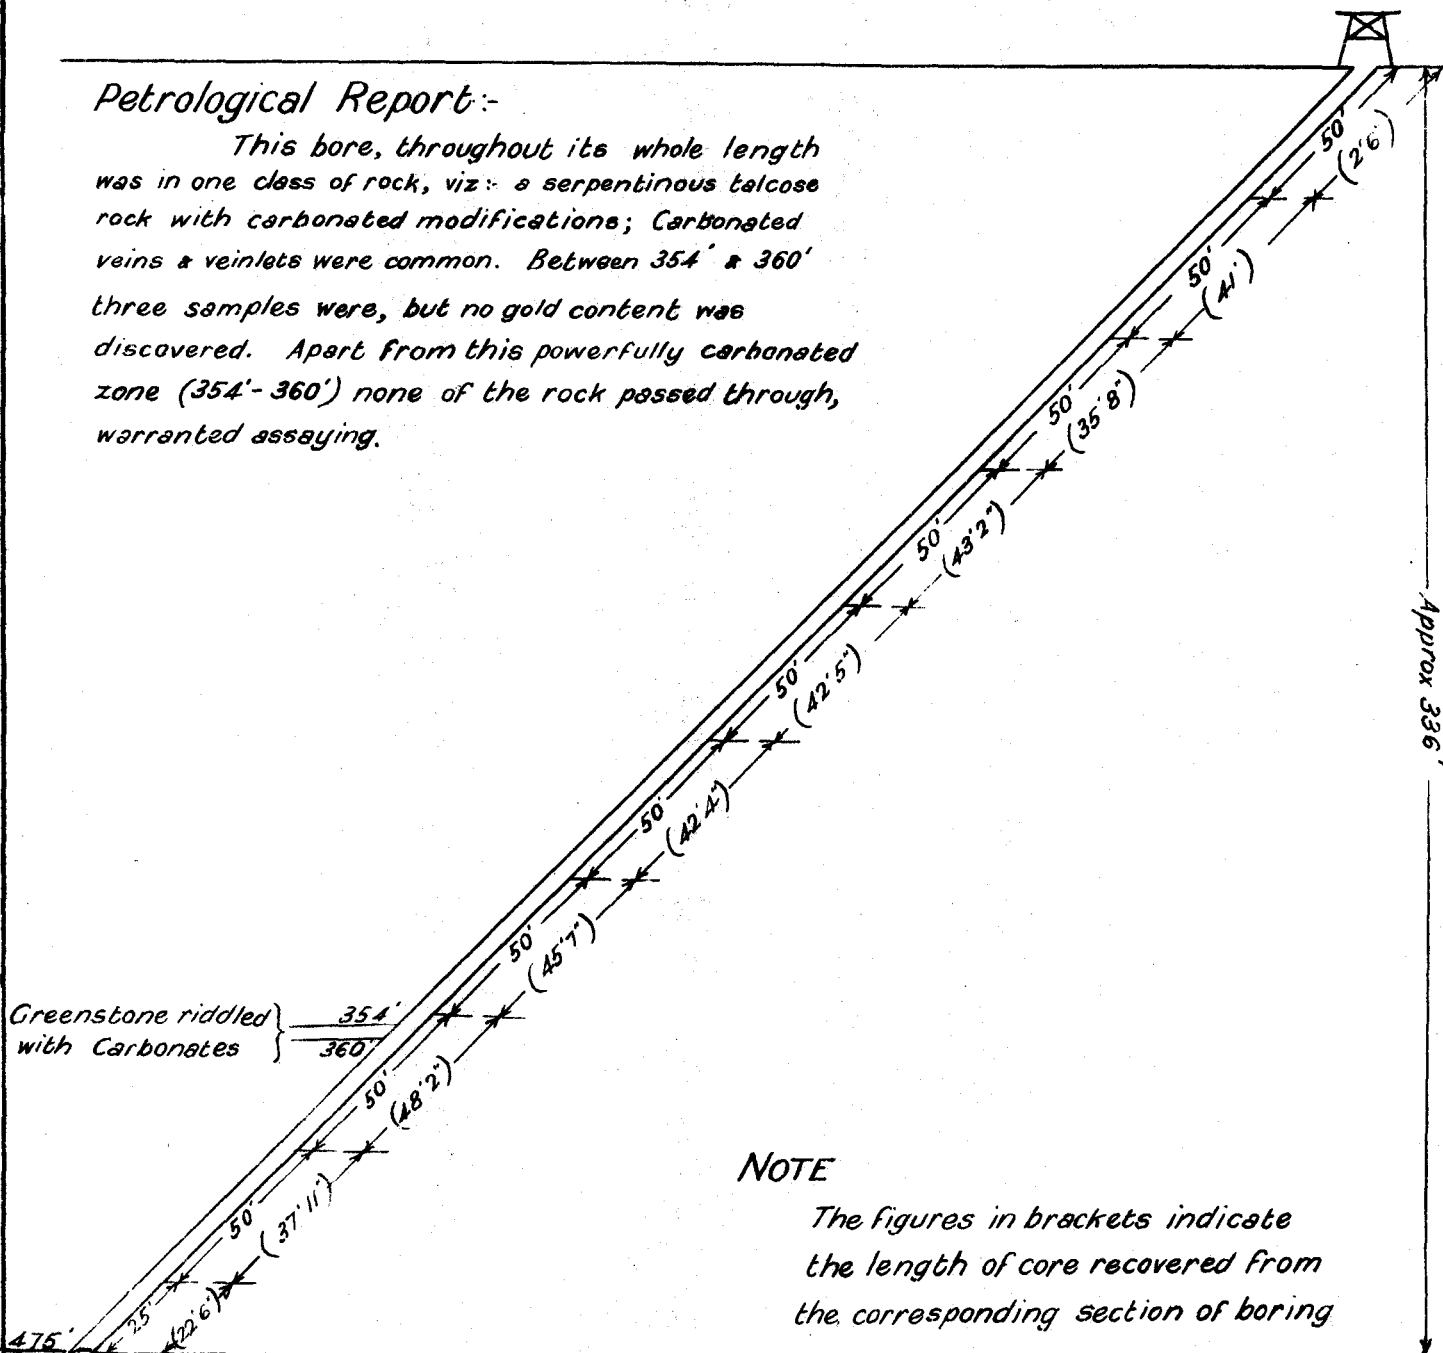 Petrological Report:-
This bore, throughout its whole length
was in one class of rock, viz:- a serpentinous talcose
rock with carbonated modifications; Carbonated
veins & veinlets were common. Between 354' & 360'
three samples were, but no gold content was
discovered. Apart from this powerfully carbonated
zone (354'-360') none of the rock passed through,
warranted assaying.
50'
(2'6")
50'
(41')
50'
(35'8")
50'
(43'2")
50'
(42'5")
50'
(42'4")
50'
(45'7")
50'
(48'2")
50'
(37'11")
25'
(22'6")
Approx 336'
Greenstone riddled
with Carbonates
354'
360'
475'
NOTE
The figures in brackets indicate
the length of core recovered from
the corresponding section of boring